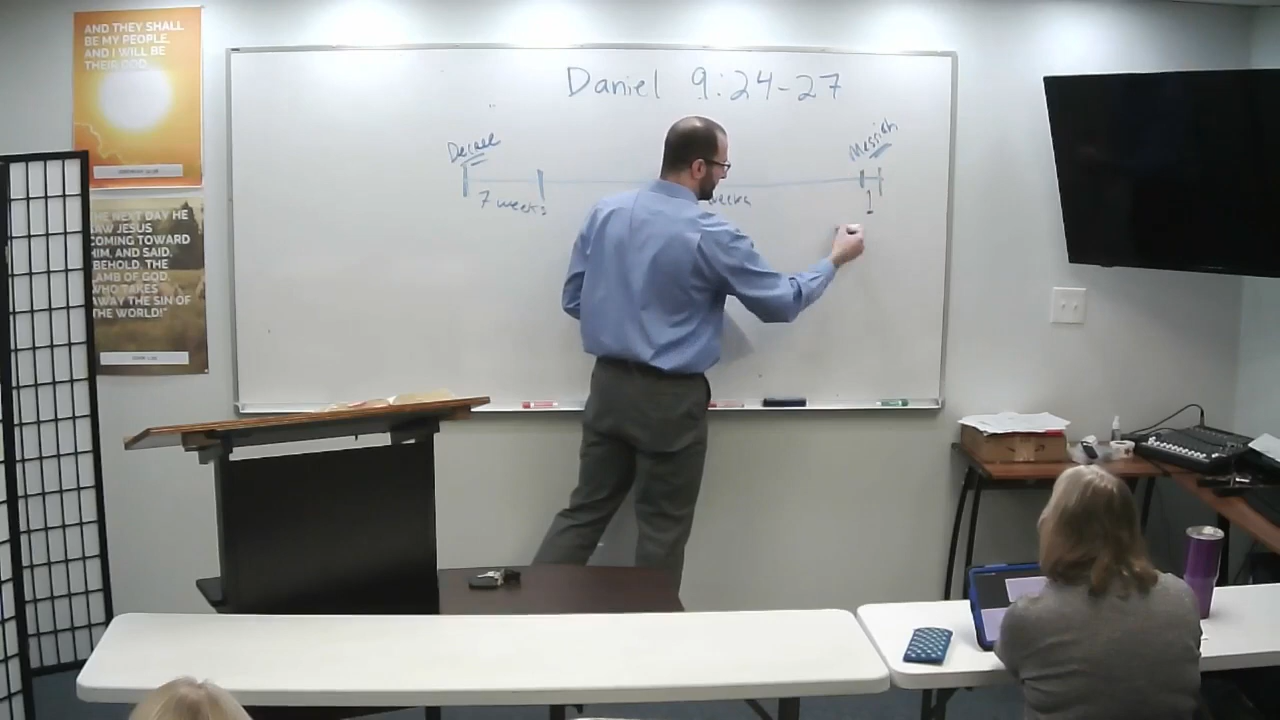 AND THEY SHALL
BE MY PEOPLE,
AND I WILL BE
THEIR GOD.
Daniel 9:24-27
Decree
Messiah
7 weeks
weeks
1
THE NEXT DAY HE
SAW JESUS
COMING TOWARD
HIM, AND SAID,
"BEHOLD, THE
LAMB OF GOD,
WHO TAKES
AWAY THE SIN OF
THE WORLD!"